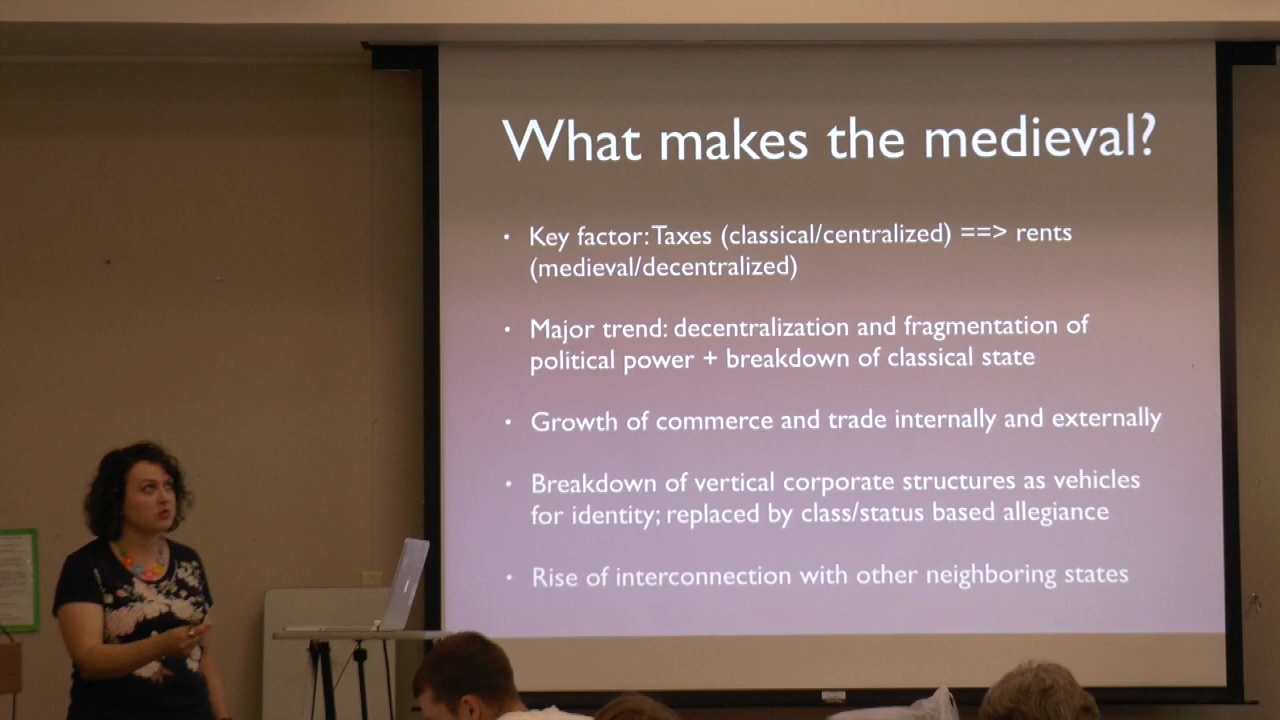 What makes the medieval?
• Key factor: Taxes (classical/centralized) ==> rents
(medieval/decentralized)
• Major trend: decentralization and fragmentation of
political power + breakdown of classical state
• Growth of commerce and trade internally and externally
• Breakdown of vertical corporate structures as vehicles
for identity; replaced by class/status based allegiance
• Rise of interconnection with other neighboring states